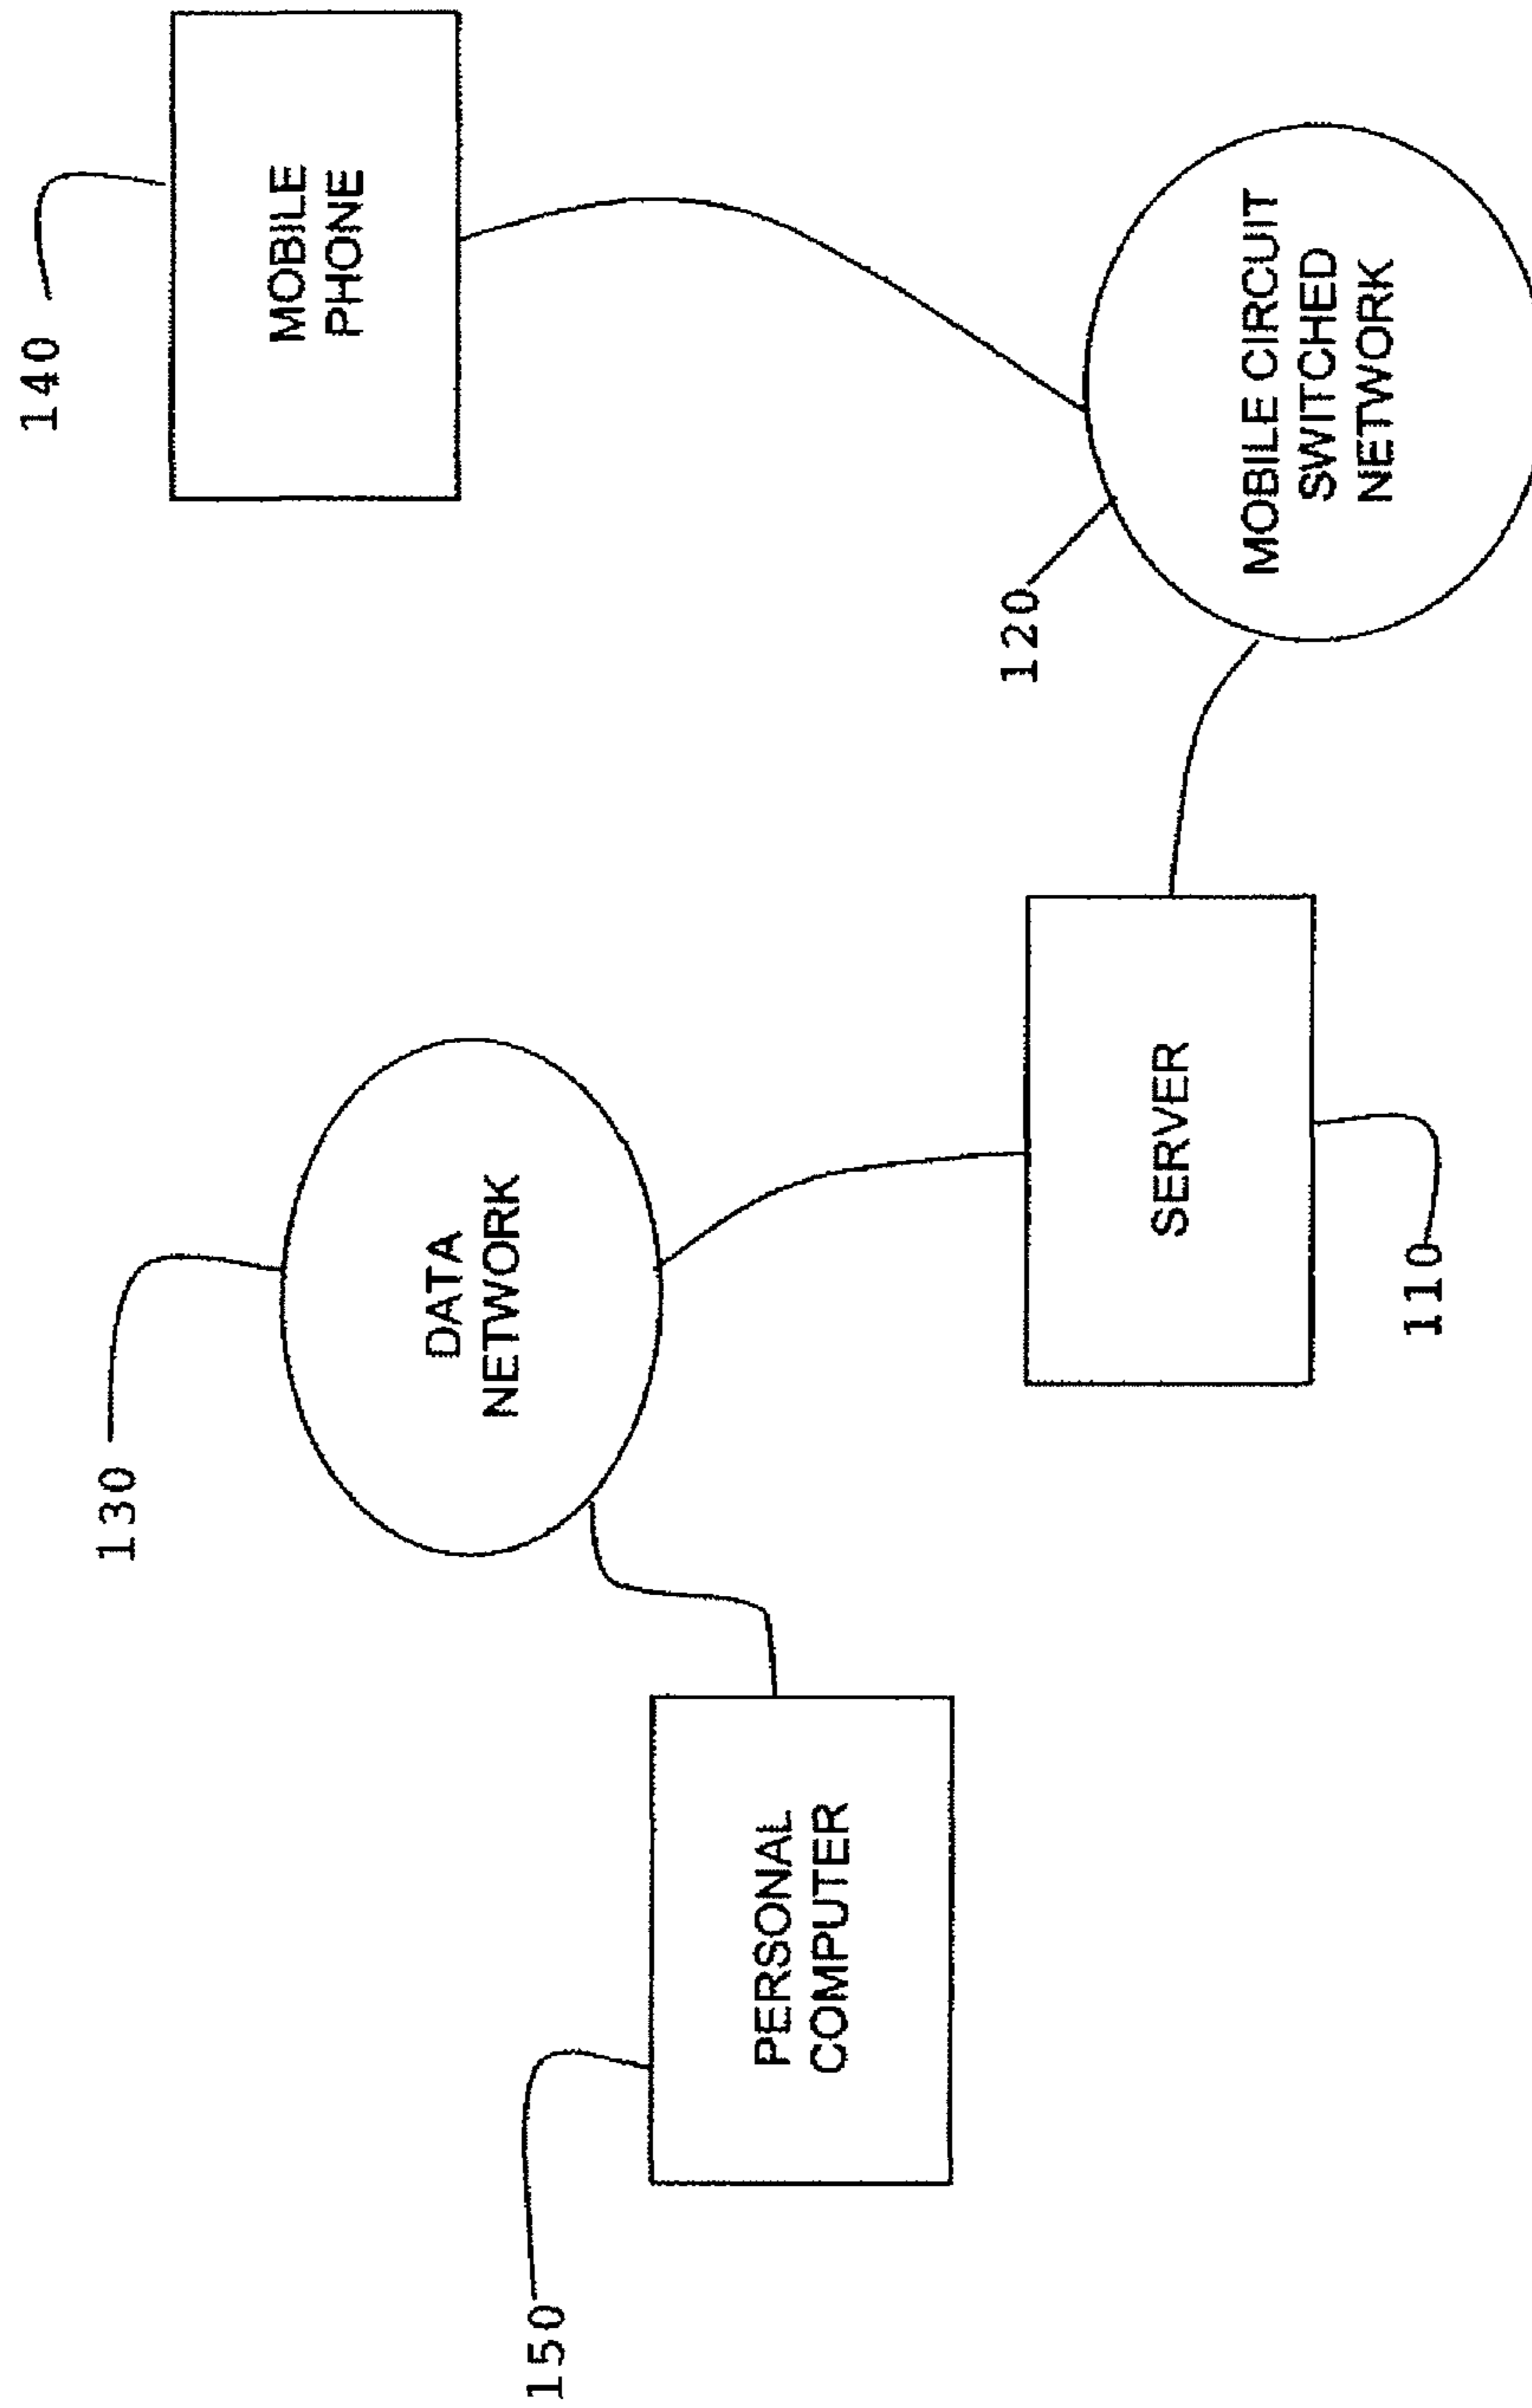 150
PERSONAL
COMPUTER
130
DATA
NETWORK
110
SERVER
120
MOBILE CIRCUIT
SWITCHED
NETWORK
140
MOBILE
PHONE